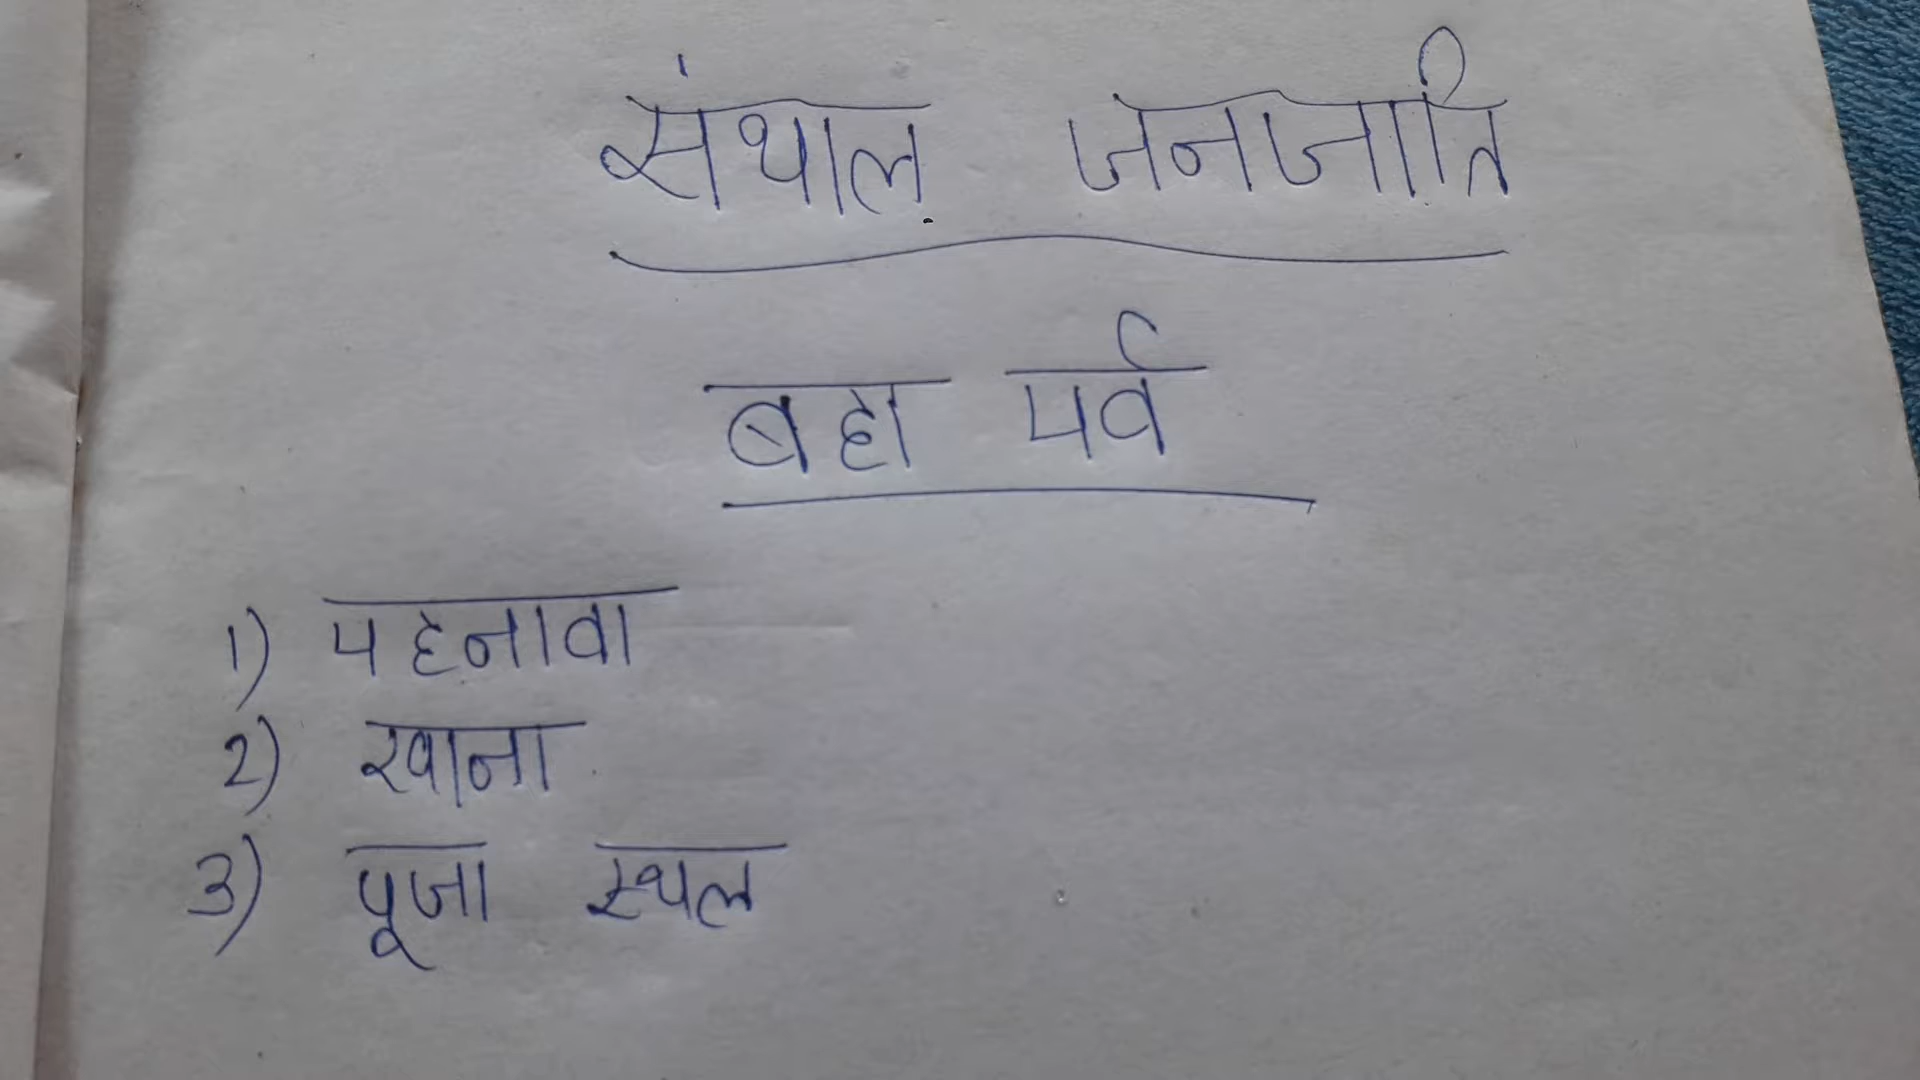 संथाल जनजाति
बहा पर्व
1) पहनावा
2) खाना
3) पूजा स्थल